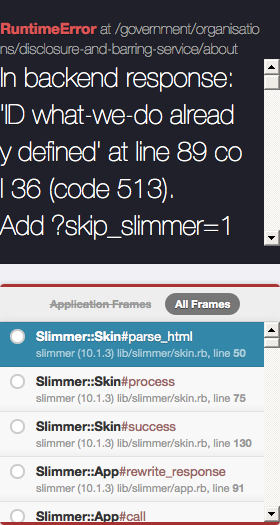 RuntimeError at /government/organisatio
ns/disclosure-and-barring-service/about
In backend response:
'ID what-we-do alread
y defined' at line 89 co
l 36 (code 513).
Add ?skip_slimmer=1
Application Frames All Frames
Slimmer::Skin#parse_html
slimmer (10.1.3) lib/slimmer/skin.rb, line 50
Slimmer::Skin#process
slimmer (10.1.3) lib/slimmer/skin.rb, line 75
Slimmer::Skin#success
slimmer (10.1.3) lib/slimmer/skin.rb, line 130
Slimmer::App#rewrite_response
slimmer (10.1.3) lib/slimmer/app.rb, line 91
Slimmer::App#call